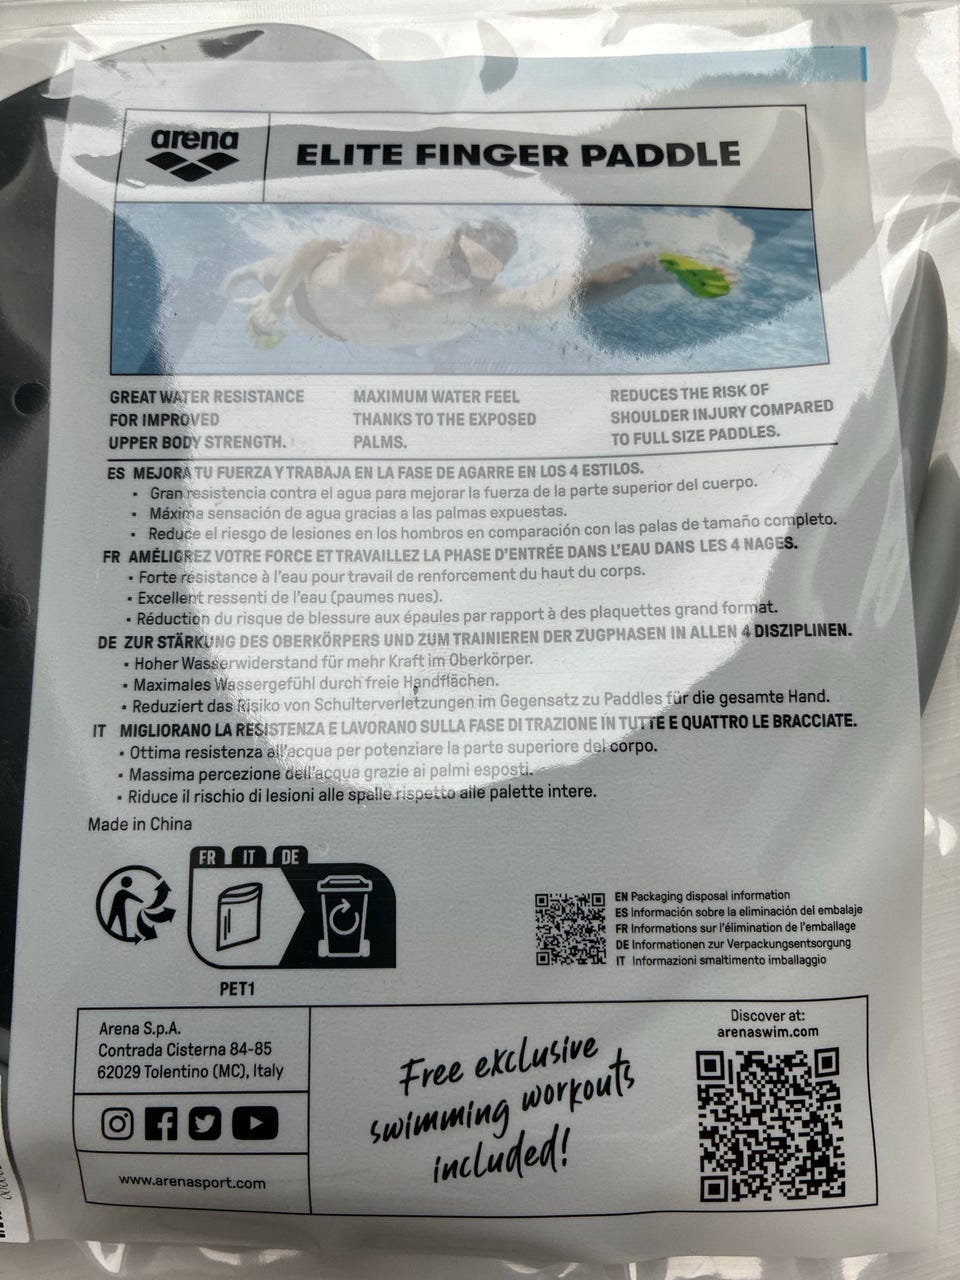 arena
ELITE FINGER PADDLE
GREAT WATER RESISTANCE
FOR IMPROVED
UPPER BODY STRENGTH.
MAXIMUM WATER FEEL
THANKS TO THE EXPOSED
PALMS.
REDUCES THE RISK OF
SHOULDER INJURY COMPARED
TO FULL SIZE PADDLES.
ES MEJORA TU FUERZA Y TRABAJA EN LA FASE DE AGARRE EN LOS 4 ESTILOS.
• Gran resistencia contra el agua para mejorar la fuerza de la parte superior del cuerpo.
• Máxima sensación de agua gracias a las palmas expuestas.
• Reduce el riesgo de lesiones en los hombros en comparación con las palas de tamaño completo.
FR AMÉLIOREZ VOTRE FORCE ET TRAVAILLEZ LA PHASE D'ENTRÉE DANS L'EAU DANS LES 4 NAGES.
• Forte résistance à l'eau pour travail de renforcement du haut du corps.
• Excellent ressenti de l'eau (paumes nues).
• Réduction du risque de blessure aux épaules par rapport à des plaquettes grand format.
DE ZUR STÄRKUNG DES OBERKÖRPERS UND ZUM TRAINIEREN DER ZUGPHASEN IN ALLEN 4 DISZIPLINEN.
• Hoher Wasserwiderstand für mehr Kraft im Oberkörper.
• Maximales Wassergefühl durch freie Handflächen.
• Reduziert das Risiko von Schulterverletzungen im Gegensatz zu Paddles für die gesamte Hand.
IT MIGLIORANO LA RESISTENZA E LAVORANO SULLA FASE DI TRAZIONE IN TUTTE E QUATTRO LE BRACCIATE.
• Ottima resistenza all'acqua per potenziare la parte superiore del corpo.
• Massima percezione dell'acqua grazie ai palmi esposti.
• Riduce il rischio di lesioni alle spalle rispetto alle palette intere.
Made in China
FR IT DE
PET1
EN Packaging disposal information
ES Información sobre la eliminación del embalaje
FR Informations sur l'élimination de l'emballage
DE Informationen zur Verpackungsentsorgung
IT Informazioni smaltimento imballaggio
Arena S.p.A.
Contrada Cisterna 84-85
62029 Tolentino (MC), Italy
www.arenasport.com
Free exclusive
swimming workouts
included!
Discover at:
arenaswim.com